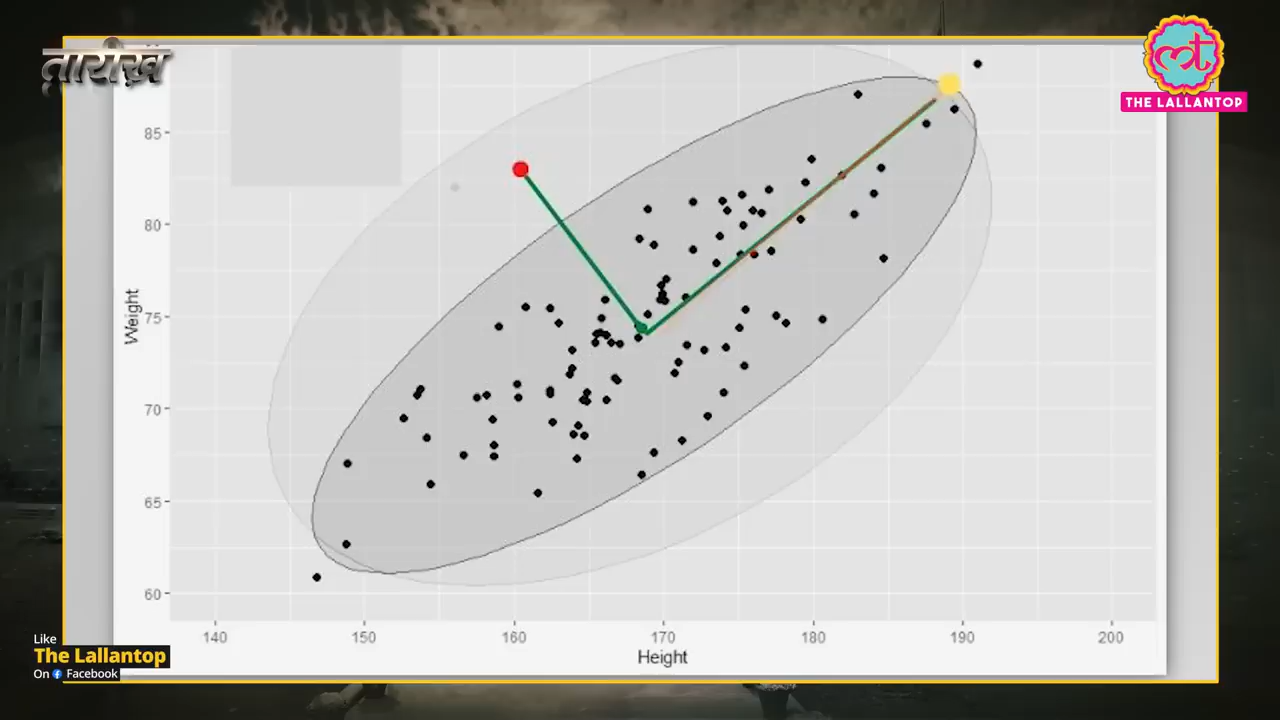 तारीख़
THE LALLANTOP
85
80
75
70
65
60
Weight
140 150 160 170 180 190 200
Height
Like
The Lallantop
On Facebook